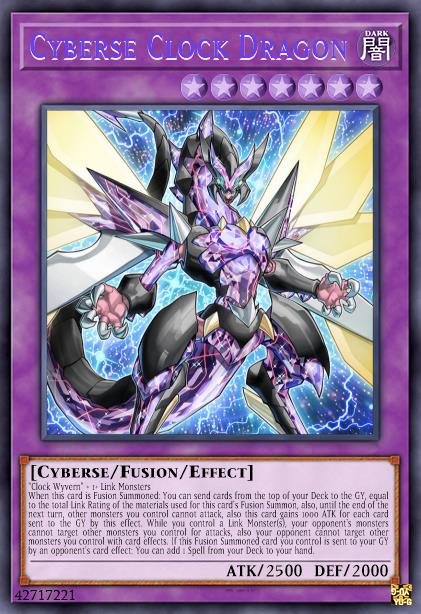 CYBERSE CLOCK DRAGON
DARK
闇
[CYBERSE/FUSION/EFFECT]
"Clock Wyvern" + 1+ Link Monsters
When this card is Fusion Summoned: You can send cards from the top of your Deck to the GY, equal
to the total Link Rating of the materials used for this card's Fusion Summon, also, until the end of the
next turn, other monsters you control cannot attack, also this card gains 1000 ATK for each card
sent to the GY by this effect. While you control a Link Monster(s), your opponent's monsters
cannot target other monsters you control for attacks, also your opponent cannot target other
monsters you control with card effects. If this Fusion Summoned card you control is sent to your GY
by an opponent's card effect: You can add 1 Spell from your Deck to your hand.
ATK/2500 DEF/2000
42717221